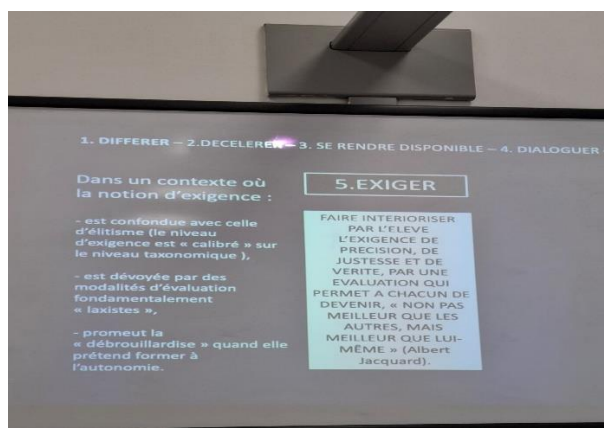 1. DIFFERER – 2.DECELERER – 3. SE RENDRE DISPONIBLE – 4. DIALOGUER –
Dans un contexte où
la notion d'exigence :
- est confondue avec celle
d'élitisme (le niveau
d'exigence est « calibré » sur
le niveau taxonomique ),
- est dévoyée par des
modalités d'évaluation
fondamentalement
« laxistes »,
- promeut la
« débrouillardise » quand elle
prétend former à
l'autonomie.
5.EXIGER
FAIRE INTERIORISER
PAR L'ELEVE
L'EXIGENCE DE
PRECISION, DE
JUSTESSE ET DE
VERITE, PAR UNE
EVALUATION QUI
PERMET A CHACUN DE
DEVENIR, « NON PAS
MEILLEUR QUE LES
AUTRES, MAIS
MEILLEUR QUE LUI-
MÊME » (Albert
Jacquard).